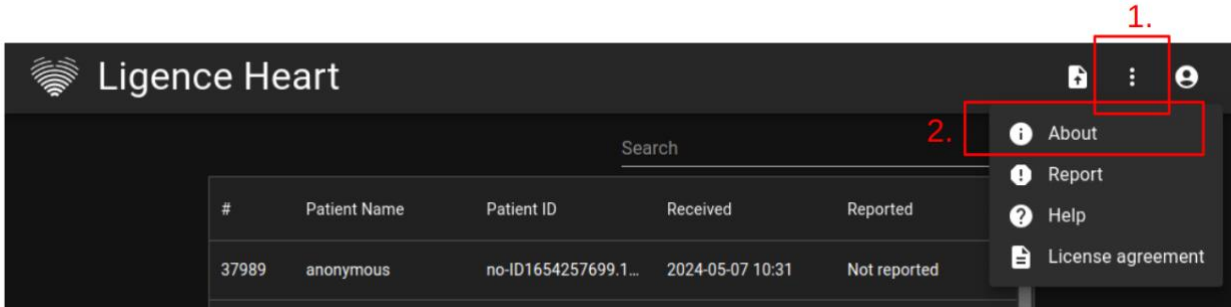 1.
Ligence Heart
2.
About
Search
Report
# Patient Name Patient ID Received Reported
Help
37989 anonymous no-ID1654257699.1... 2024-05-07 10:31 Not reported
License agreement